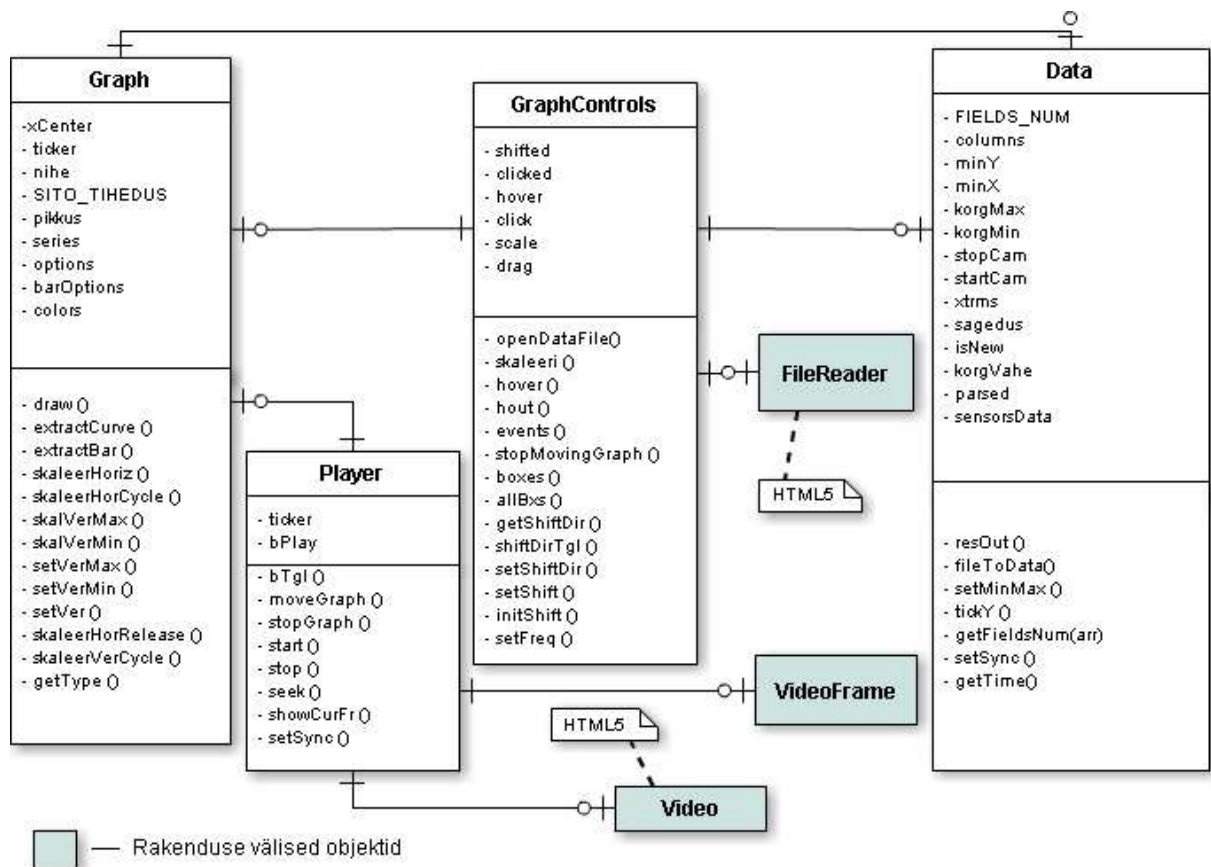 Graph
-xCenter
- ticker
- nihe
- SITO_TIHEDUS
- pikkus
- series
- options
- barOptions
- colors
- draw()
- extractCurve()
- extractBar()
- skaleerHoriz()
- skaleerHorCycle()
- skalVerMax()
- skalVerMin()
- setVerMax()
- setVerMin()
- setVer()
- skaleerHorRelease()
- skaleerVerCycle()
- getType()
Player
- ticker
- bPlay
- bTgl()
- moveGraph()
- stopGraph()
- start()
- stop()
- seek()
- showCurFr()
- setSync()
GraphControls
- shifted
- clicked
- hover
- click
- scale
- drag
- openDataFile()
- skaleeri()
- hover()
- hout()
- events()
- stopMovingGraph()
- boxes()
- allBxs()
- getShiftDir()
- shiftDirTgl()
- setShiftDir()
- setShift()
- initShift()
- setFreq()
FileReader
HTML5
VideoFrame
HTML5
Video
Data
- FIELDS_NUM
- columns
- minY
- minX
- korgMax
- korgMin
- stopCam
- startCam
- xtrms
- sagedus
- isNew
- korgVahe
- parsed
- sensorsData
- resOut()
- fileToData()
- setMinMax()
- tickY()
- getFieldsNum(arr)
- setSync()
- getTime()
— Rakenduse välised objektid